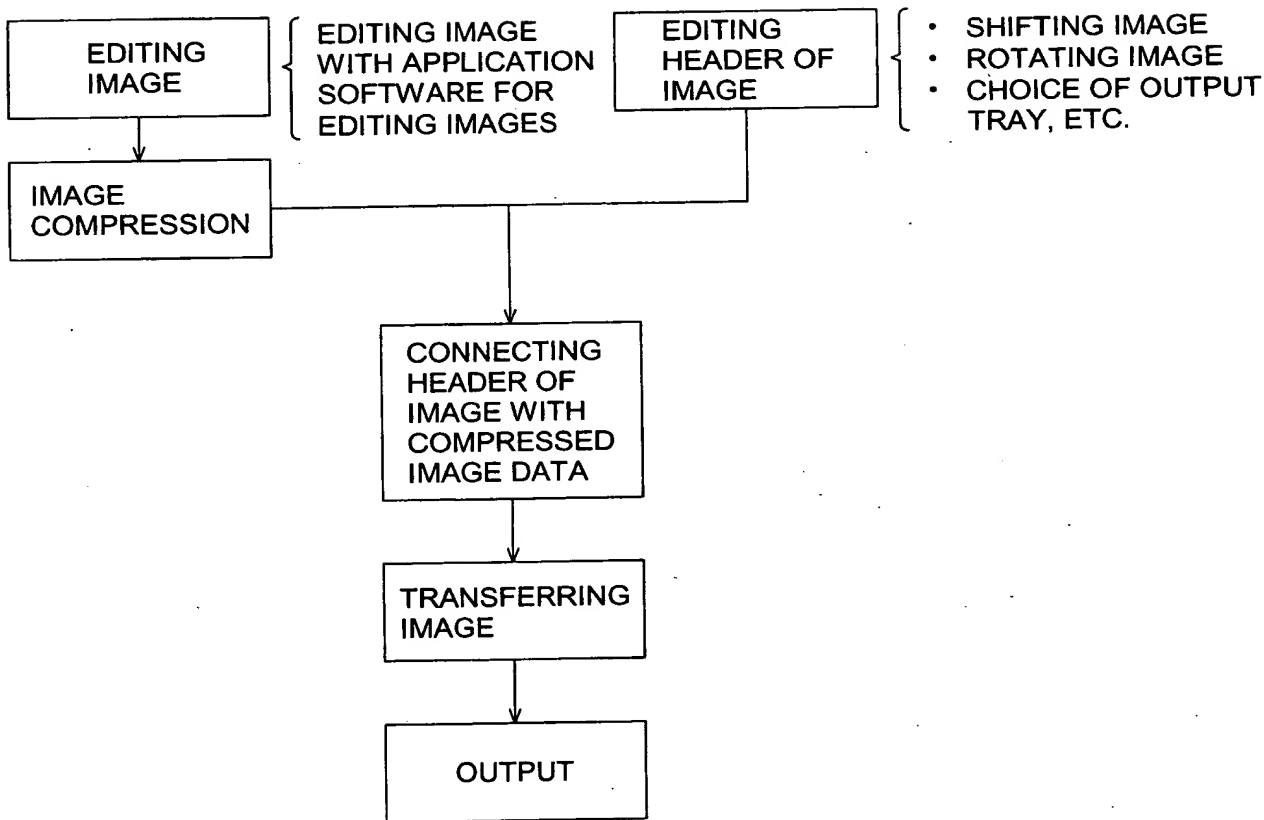 EDITING
IMAGE
EDITING IMAGE
WITH APPLICATION
SOFTWARE FOR
EDITING IMAGES
EDITING
HEADER OF
IMAGE
• SHIFTING IMAGE
• ROTATING IMAGE
• CHOICE OF OUTPUT
TRAY, ETC.
IMAGE
COMPRESSION
CONNECTING
HEADER OF
IMAGE WITH
COMPRESSED
IMAGE DATA
TRANSFERRING
IMAGE
OUTPUT